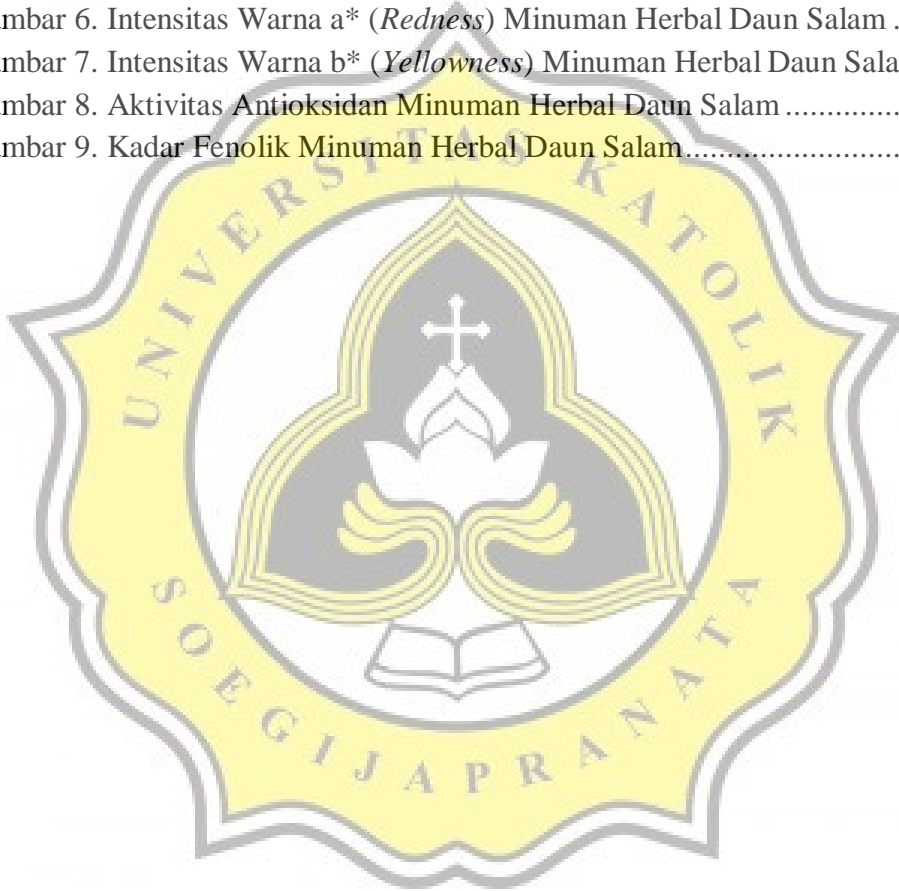 mbar 6. Intensitas Warna a* (Redness) Minuman Herbal Daun Salam .
mbar 7. Intensitas Warna b* (Yellowness) Minuman Herbal Daun Sala
mbar 8. Aktivitas Antioksidan Minuman Herbal Daun Salam ..............
mbar 9. Kadar Fenolik Minuman Herbal Daun Salam..........................
UNIVERSITAS KATOLIK
SOEGIJAPRANATA